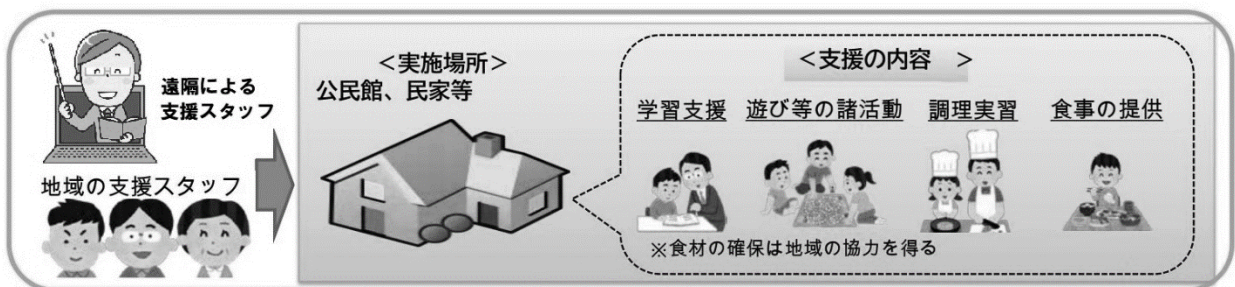 遠隔による
支援スタッフ
地域の支援スタッフ
＜実施場所＞
公民館、民家等
＜支援の内容　＞
学習支援　遊び等の諸活動　調理実習　食事の提供
※食材の確保は地域の協力を得る